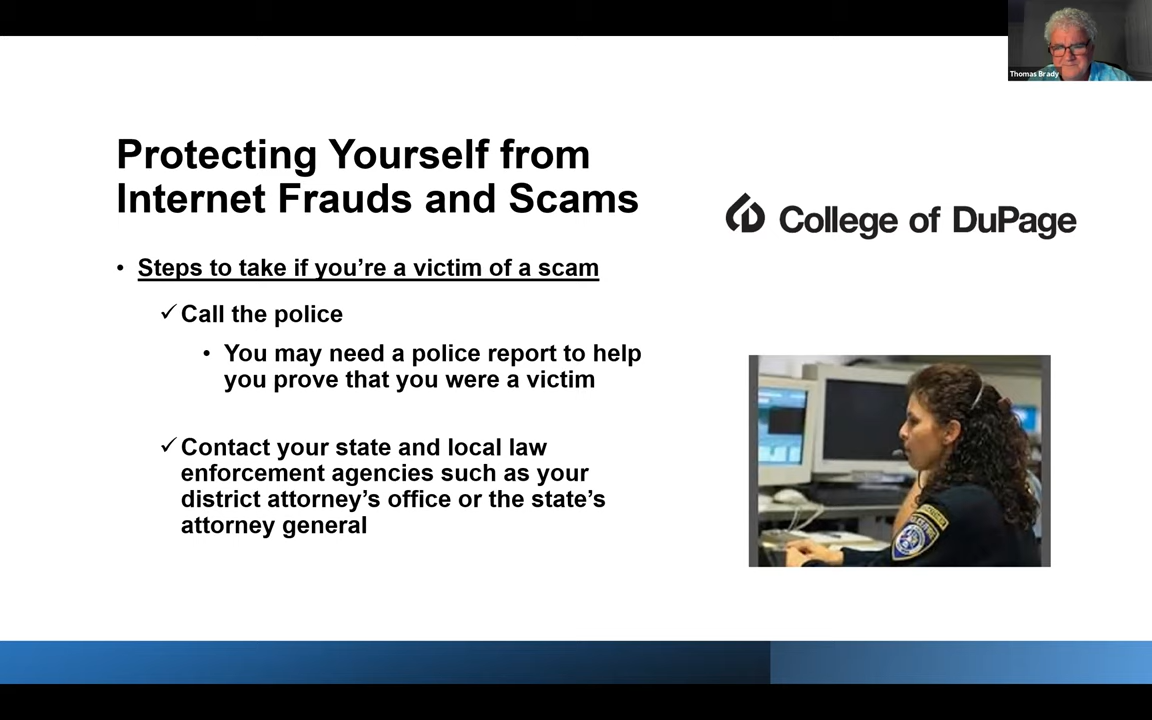 Thomas Brady
Protecting Yourself from
Internet Frauds and Scams
College of DuPage
• Steps to take if you’re a victim of a scam
✓ Call the police
• You may need a police report to help
you prove that you were a victim
✓ Contact your state and local law
enforcement agencies such as your
district attorney’s office or the state’s
attorney general